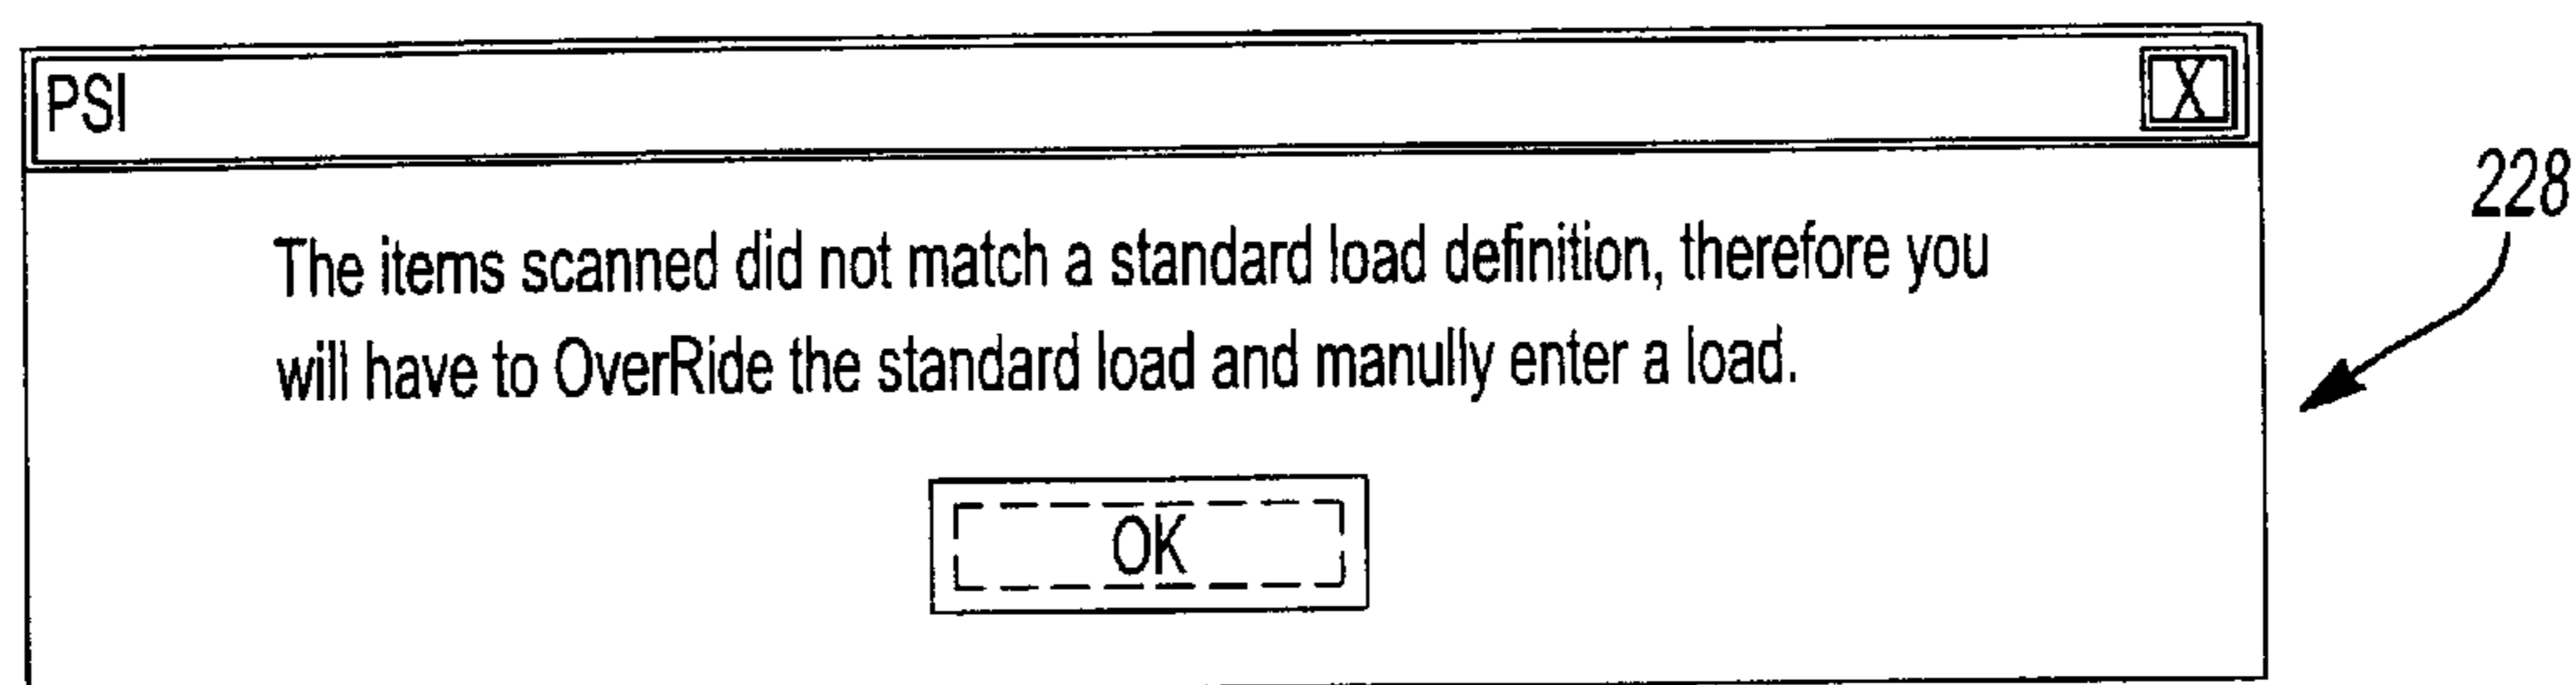 PSI
X
228
The items scanned did not match a standard load definition, therefore you
will have to OverRide the standard load and manully enter a load.
OK